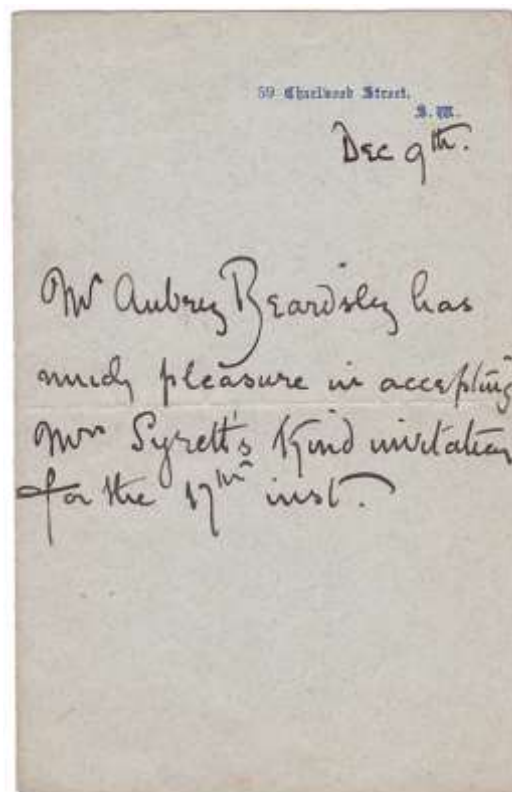 59 Charlwood Street.
S.W.
Dec 9th.
Mr Aubrey Beardsley has
much pleasure in accepting
Mrs Syrett's kind invitation
for the 17th inst.